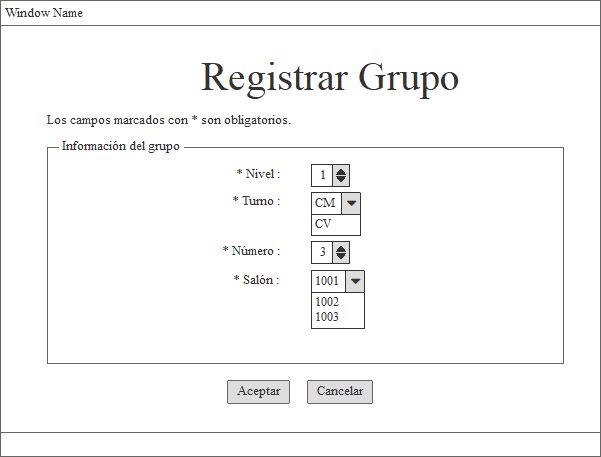 Window Name
Registrar Grupo
Los campos marcados con * son obligatorios.
Información del grupo
* Nivel : 1
* Turno : CM
CV
* Número : 3
* Salón : 1001
1002
1003
Aceptar Cancelar